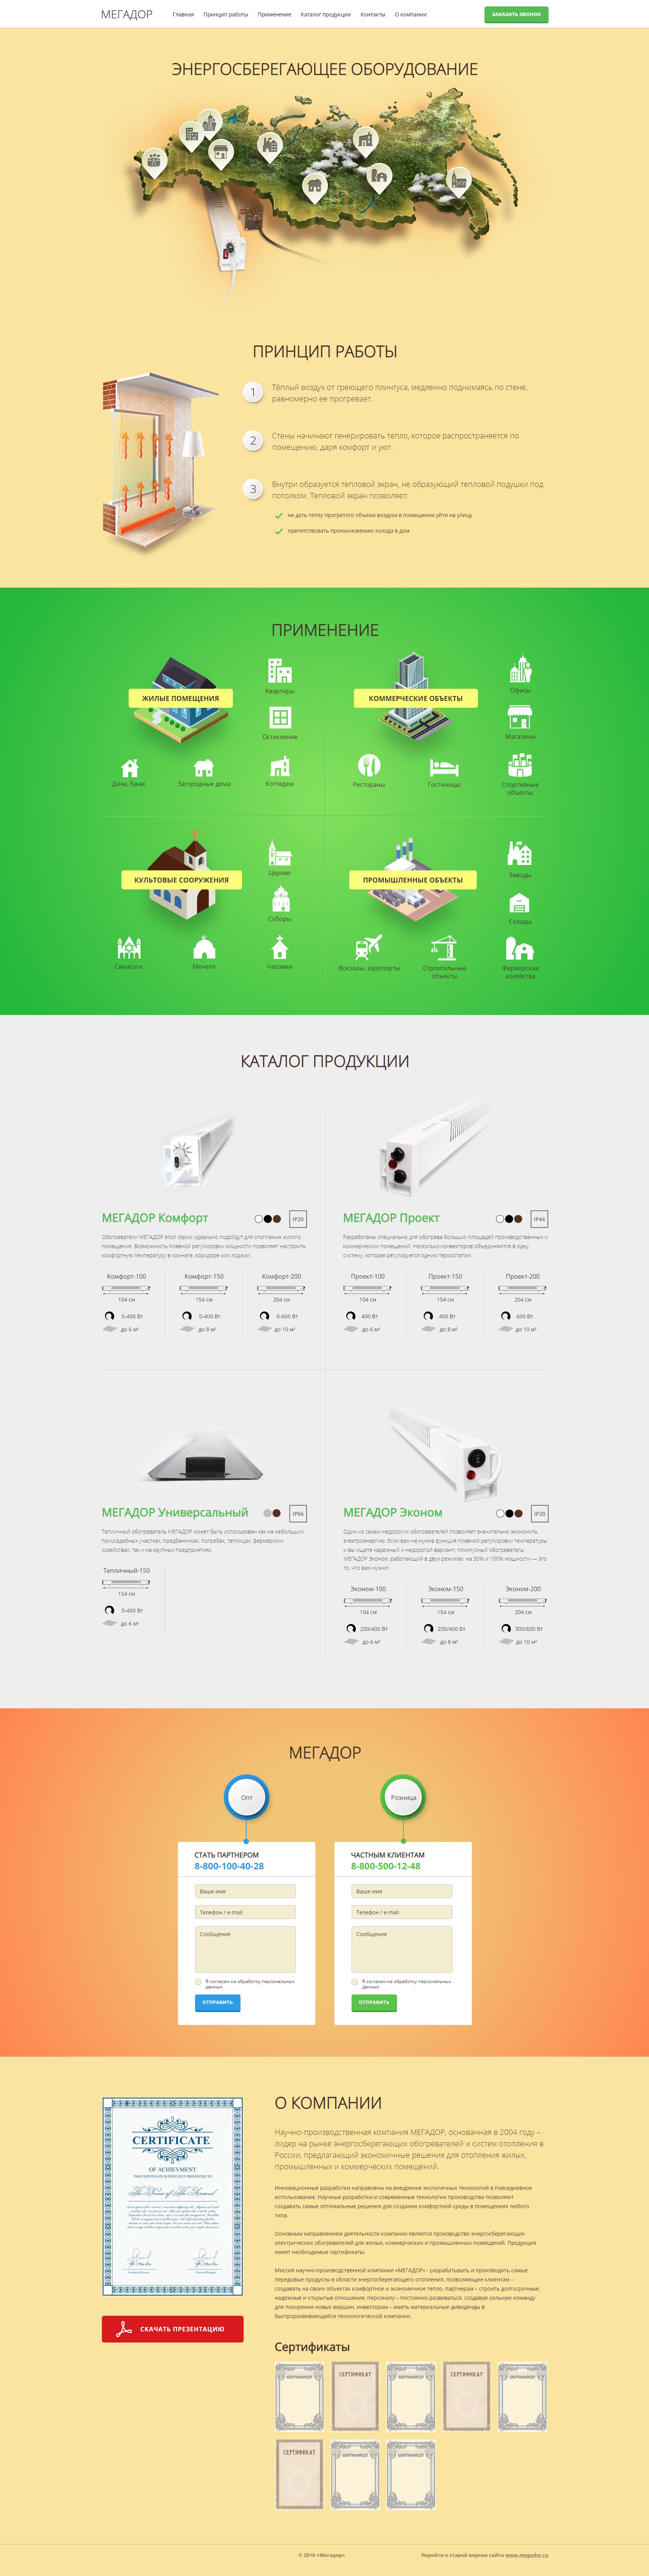 МЕГАДОР
Главная Принцип работы Применение Каталог продукции Контакты О компании
ЗАКАЗАТЬ ЗВОНОК
ЭНЕРГОСБЕРЕГАЮЩЕЕ ОБОРУДОВАНИЕ
ПРИНЦИП РАБОТЫ
1
Тёплый воздух от греющего плинтуса, медленно поднимаясь по стене,
равномерно ее прогревает.
2
Стены начинают генерировать тепло, которое распространяется по
помещению, даря комфорт и уют.
3
Внутри образуется тепловой экран, не образующий тепловой подушки под
потолком. Тепловой экран позволяет:
не дать теплу прогретого объема воздуха в помещении уйти на улицу
препятствовать проникновению холода в дом
ПРИМЕНЕНИЕ
ЖИЛЫЕ ПОМЕЩЕНИЯ
Квартиры
Остекление
Дачи, бани
Загородные дома
Коттеджи
КОММЕРЧЕСКИЕ ОБЪЕКТЫ
Офисы
Магазины
Рестораны
Гостиницы
Спортивные
объекты
КУЛЬТОВЫЕ СООРУЖЕНИЯ
Церкви
Соборы
Синагоги
Мечети
Часовни
ПРОМЫШЛЕННЫЕ ОБЪЕКТЫ
Заводы
Склады
Вокзалы, аэропорты
Строительные
объекты
Фермерские
хозяйства
КАТАЛОГ ПРОДУКЦИИ
МЕГАДОР Комфорт
IP20
Обогреватели МЕГАДОР этой серии идеально подойдут для отопления жилого
помещения. Возможность плавной регулировки мощности позволяет настроить
комфортную температуру в комнате, коридоре или лоджии.
Комфорт-100 Комфорт-150 Комфорт-200
104 см 154 см 204 см
0-400 Вт 0-400 Вт 0-600 Вт
до 6 м² до 8 м² до 10 м²
МЕГАДОР Проект
IP44
Разработаны специально для обогрева больших площадей производственных и
коммерческих помещений. Несколько конвекторов объединяются в одну
систему, которая регулируется одним термостатом.
Проект-100 Проект-150 Проект-200
104 см 154 см 204 см
400 Вт 400 Вт 600 Вт
до 6 м² до 8 м² до 10 м²
МЕГАДОР Универсальный
IP66
Тепличный обогреватель МЕГАДОР может быть использован как на небольших
приусадебных участках, предбанниках, погребах, теплицах, фермерских
хозяйствах, так и на крупных предприятиях.
Тепличный-150
154 см
0-400 Вт
до 6 м²
МЕГАДОР Эконом
IP20
Один из самых недорогих обогревателей позволяет значительно экономить
электроэнергию. Если вам не нужна функция плавной регулировки температуры
и вы ищете надежный и недорогой вариант, плинтусный обогреватель
МЕГАДОР Эконом, работающий в двух режимах: на 50% и 100% мощности — это
то, что вам нужно!
Эконом-100 Эконом-150 Эконом-200
104 см 154 см 204 см
200/400 Вт 200/400 Вт 300/600 Вт
до 6 м² до 8 м² до 10 м²
МЕГАДОР
Опт
СТАТЬ ПАРТНЕРОМ
8-800-100-40-28
Ваше имя
Телефон / e-mail
Сообщение
Я согласен на обработку персональных
данных
ОТПРАВИТЬ
Розница
ЧАСТНЫМ КЛИЕНТАМ
8-800-500-12-48
Ваше имя
Телефон / e-mail
Сообщение
Я согласен на обработку персональных
данных
ОТПРАВИТЬ
CERTIFICATE
OF ACHIEVMENT
THIS CERTIFICATE IS PROUDLY PRESENTED TO
The Name of The Award
СКАЧАТЬ ПРЕЗЕНТАЦИЮ
О КОМПАНИИ
Научно-производственная компания МЕГАДОР, основанная в 2004 году –
лидер на рынке энергосберегающих обогревателей и систем отопления в
России, предлагающий экономичные решения для отопления жилых,
промышленных и коммерческих помещений.
Инновационные разработки направлены на внедрение экологичных технологий в повседневное
использование. Научные разработки и современные технологии производства позволяют
создавать самые оптимальные решения для создания комфортной среды в помещениях любого
типа.
Основным направлением деятельности компании является производство энергосберегающих
электрических обогревателей для жилых, коммерческих и промышленных помещений. Продукция
имеет необходимые сертификаты.
Миссия научно-производственной компании «МЕГАДОР» - разрабатывать и производить самые
передовые продукты в области энергосберегающего отопления, позволяющие клиентам –
создавать на своих объектах комфортное и экономичное тепло, партнерам – строить долгосрочные,
надежные и открытые отношения, персоналу – постоянно развиваться, создавая сильную команду
для покорения новых вершин, инвесторам – иметь материальные дивиденды в
быстроразвивающейся технологической компании.
Сертификаты
СЕРТИФИКАТ СЕРТИФИКАТ СЕРТИФИКАТ СЕРТИФИКАТ СЕРТИФИКАТ
СЕРТИФИКАТ СЕРТИФИКАТ СЕРТИФИКАТ
© 2016 «Мегадор»
Перейти к старой версии сайта www.megador.ru